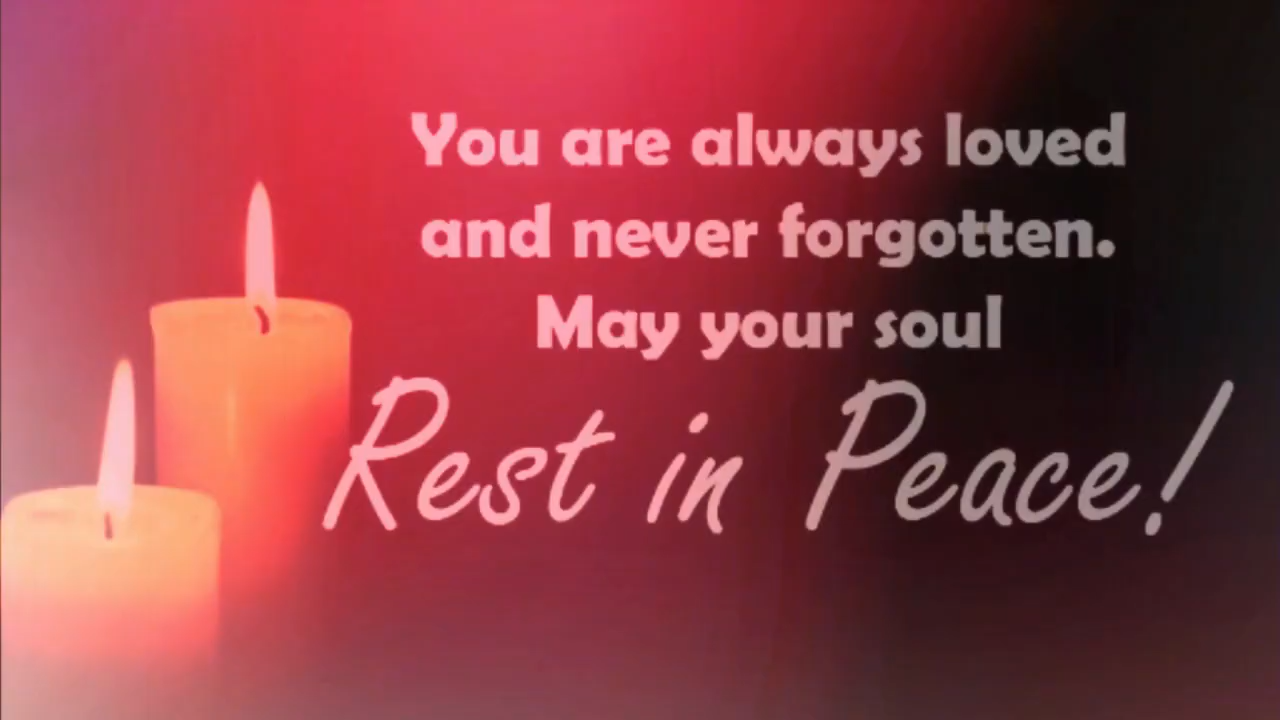 You are always loved
and never forgotten.
May your soul
Rest in Peace!